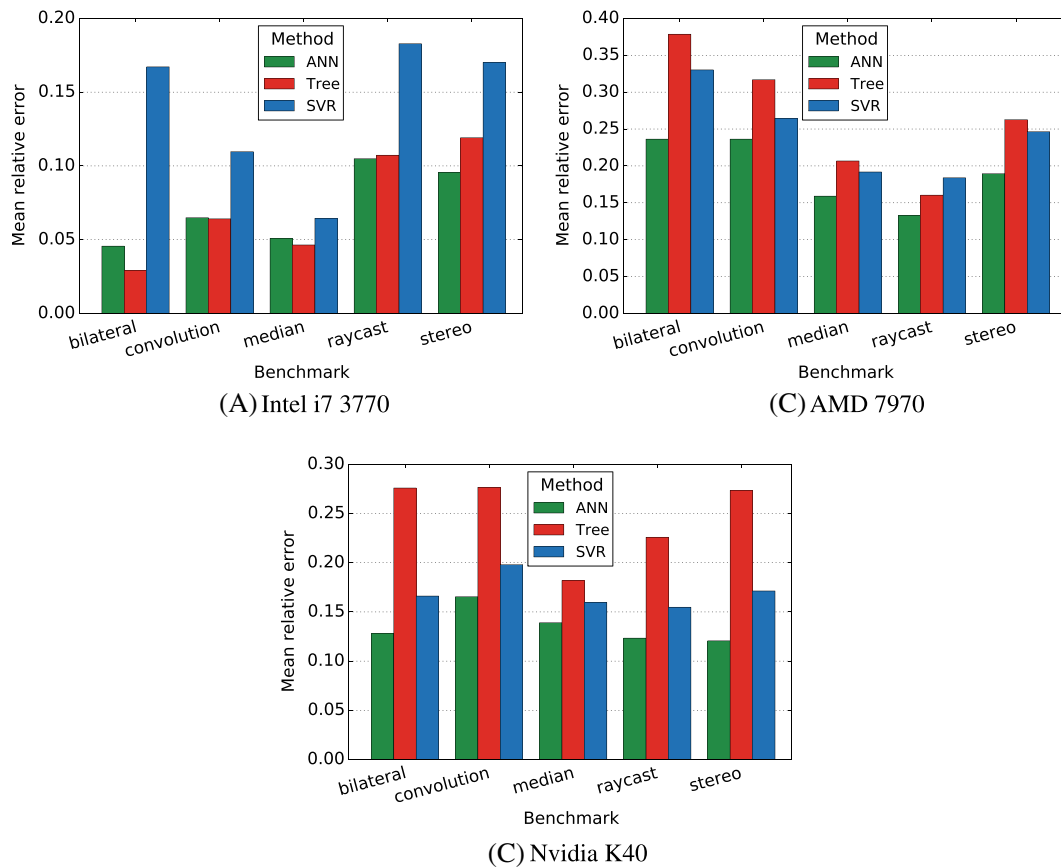 0.20
0.15
0.10
0.05
0.00
Mean relative error
Method
ANN
Tree
SVR
bilateral
convolution
median
raycast
stereo
Benchmark
(A) Intel i7 3770
0.40
0.35
0.30
0.25
0.20
0.15
0.10
0.05
0.00
Mean relative error
Method
ANN
Tree
SVR
bilateral
convolution
median
raycast
stereo
Benchmark
(C) AMD 7970
0.30
0.25
0.20
0.15
0.10
0.05
0.00
Mean relative error
Method
ANN
Tree
SVR
bilateral
convolution
median
raycast
stereo
Benchmark
(C) Nvidia K40